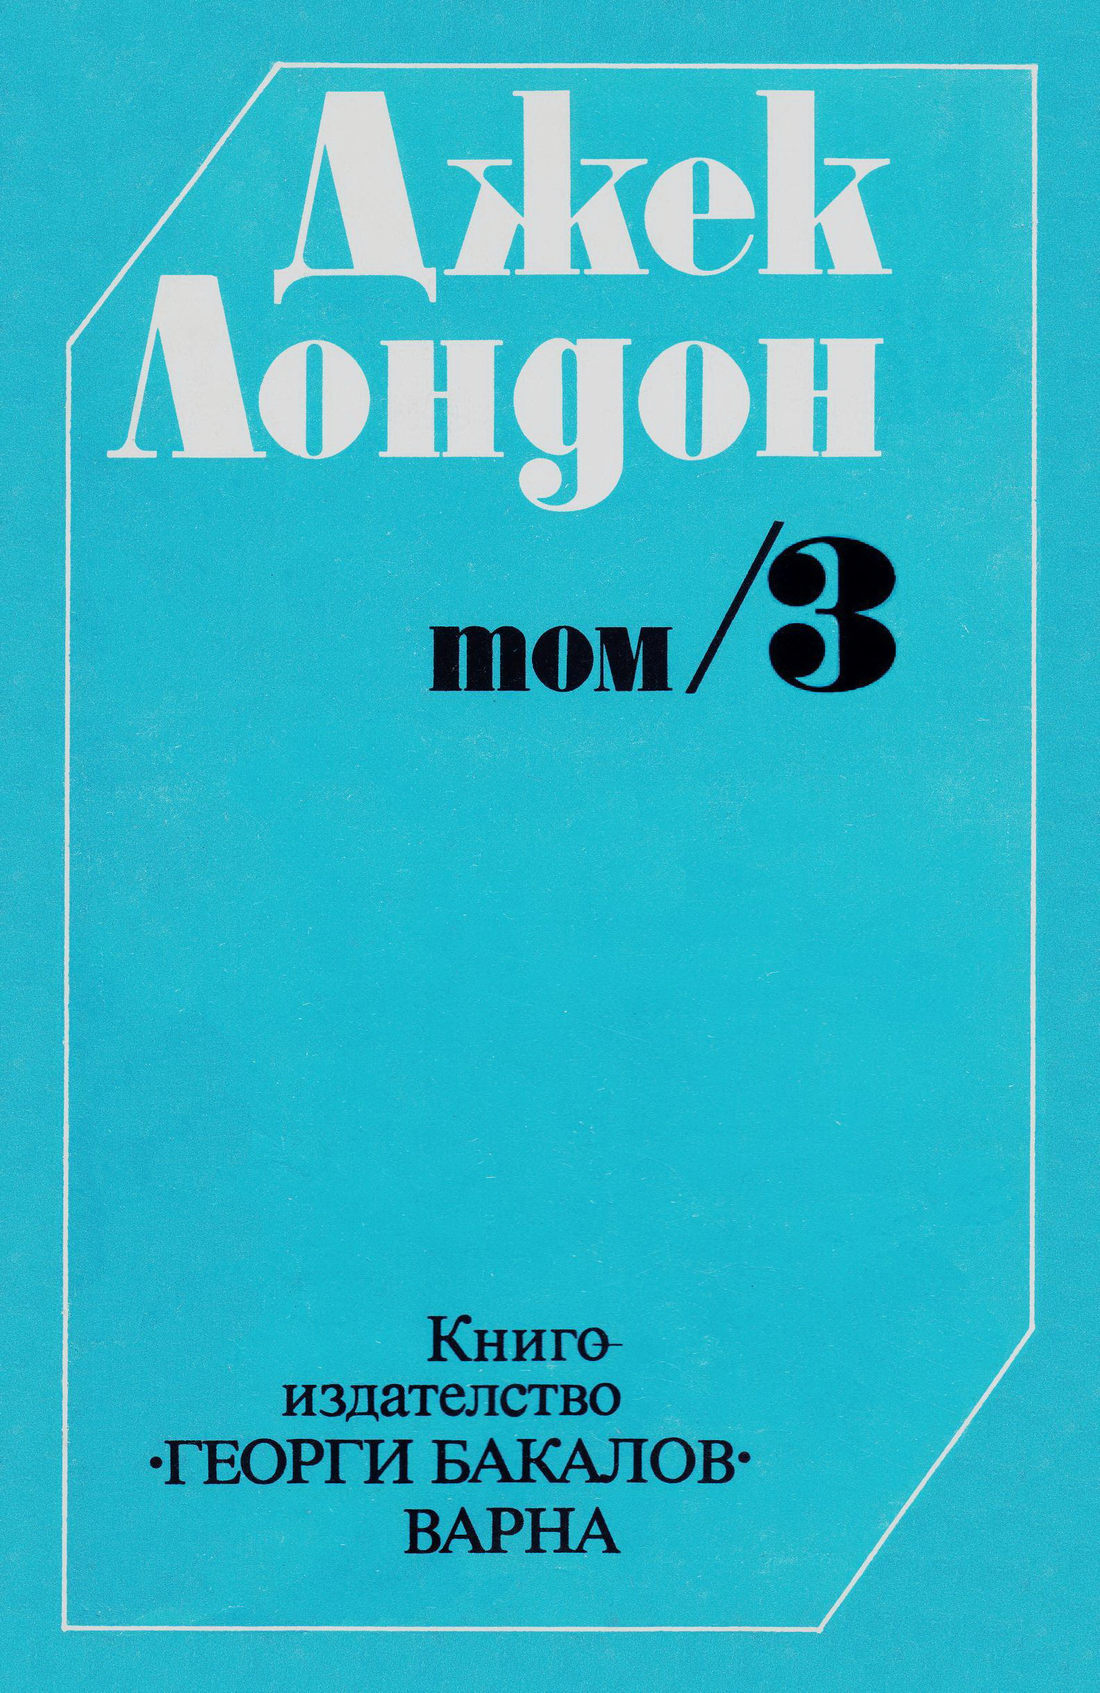 Джек
Лондон
том/3
Книго-
издателство
•ГЕОРГИ БАКАЛОВ•
ВАРНА